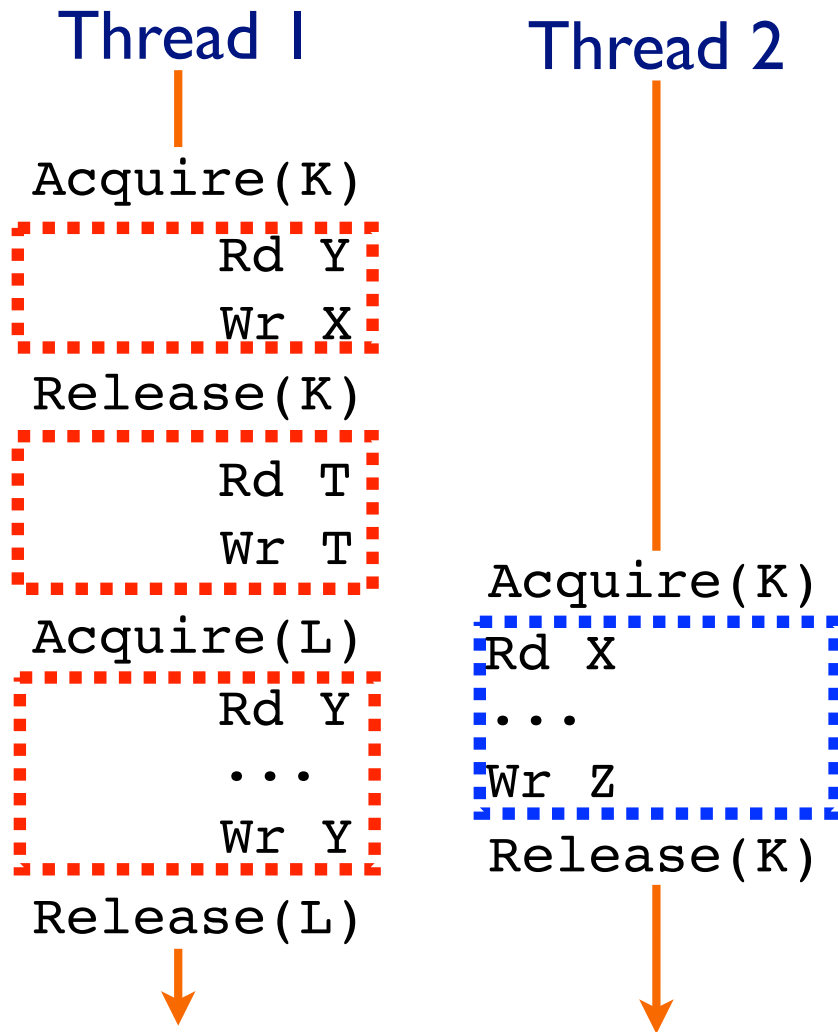 Thread 1
Acquire(K)
Rd Y
Wr X
Release(K)
Rd T
Wr T
Acquire(L)
Rd Y
...
Wr Y
Release(L)
Thread 2
Acquire(K)
Rd X
...
Wr Z
Release(K)